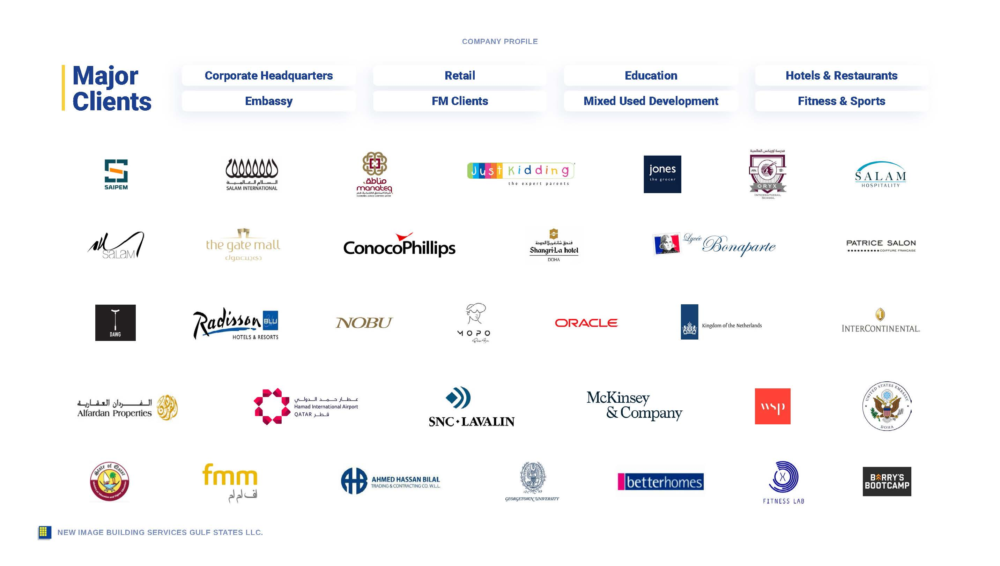 COMPANY PROFILE
Major
Clients
Corporate Headquarters
Retail
Education
Hotels & Restaurants
Embassy
FM Clients
Mixed Used Development
Fitness & Sports
SAIPEM
السلام العالمية
SALAM INTERNATIONAL
مناطق
manateq
شركة المناطق الاقتصادية، قطر
ECONOMIC ZONES COMPANY, QATAR
Just Kidding
the expert parents
jones
the grocer
مدرسة اوريكس العالمية
ORYX
INTERNATIONAL
SCHOOL
SALAM
HOSPITALITY
SALAM
the gate mall
ذي جيت مول
ConocoPhillips
فندق شانغريلا الدوحة
Shangri-La hotel
DOHA
Lycée Bonaparte
PATRICE SALON
COIFFURE FRANCAISE
DAWG
Radisson BLU
HOTELS & RESORTS
NOBU
MOPO
ORACLE
Kingdom of the Netherlands
INTERCONTINENTAL
الفردان العقارية
Alfardan Properties
مطار حمد الدولي
Hamad International Airport
QATAR قطر
SNC • LAVALIN
McKinsey
& Company
wsp
UNITED STATES EMBASSY
DOHA
State of Qatar
Ministry of Education and Higher Education
fmm
اف ام ام
AHB
AHMED HASSAN BILAL
TRADING & CONTRACTING CO. W.L.L.
17 89
GEORGETOWN UNIVERSITY
betterhomes
FITNESS LAB
BARRY'S
BOOTCAMP
NEW IMAGE BUILDING SERVICES GULF STATES LLC.